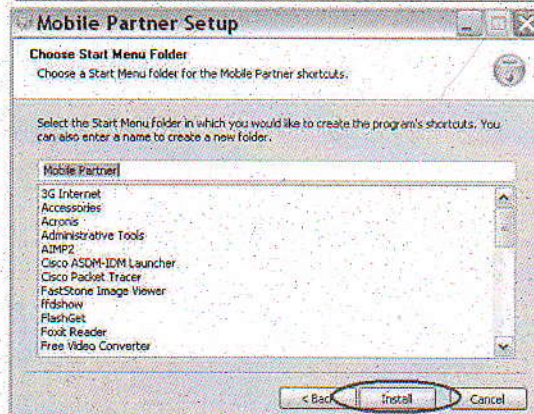 Mobile Partner Setup
Choose Start Menu Folder
Choose a Start Menu folder for the Mobile Partner shortcuts.
Select the Start Menu folder in which you would like to create the program's shortcuts. You
can also enter a name to create a new folder.
Mobile Partner
3G Internet
Accessories
Acronis
Administrative Tools
AIMP2
Cisco ASDM-IDM Launcher
Cisco Packet Tracer
FastStone Image Viewer
ffdshow
FlashGet
Foxit Reader
Free Video Converter
< Back
Install
Cancel